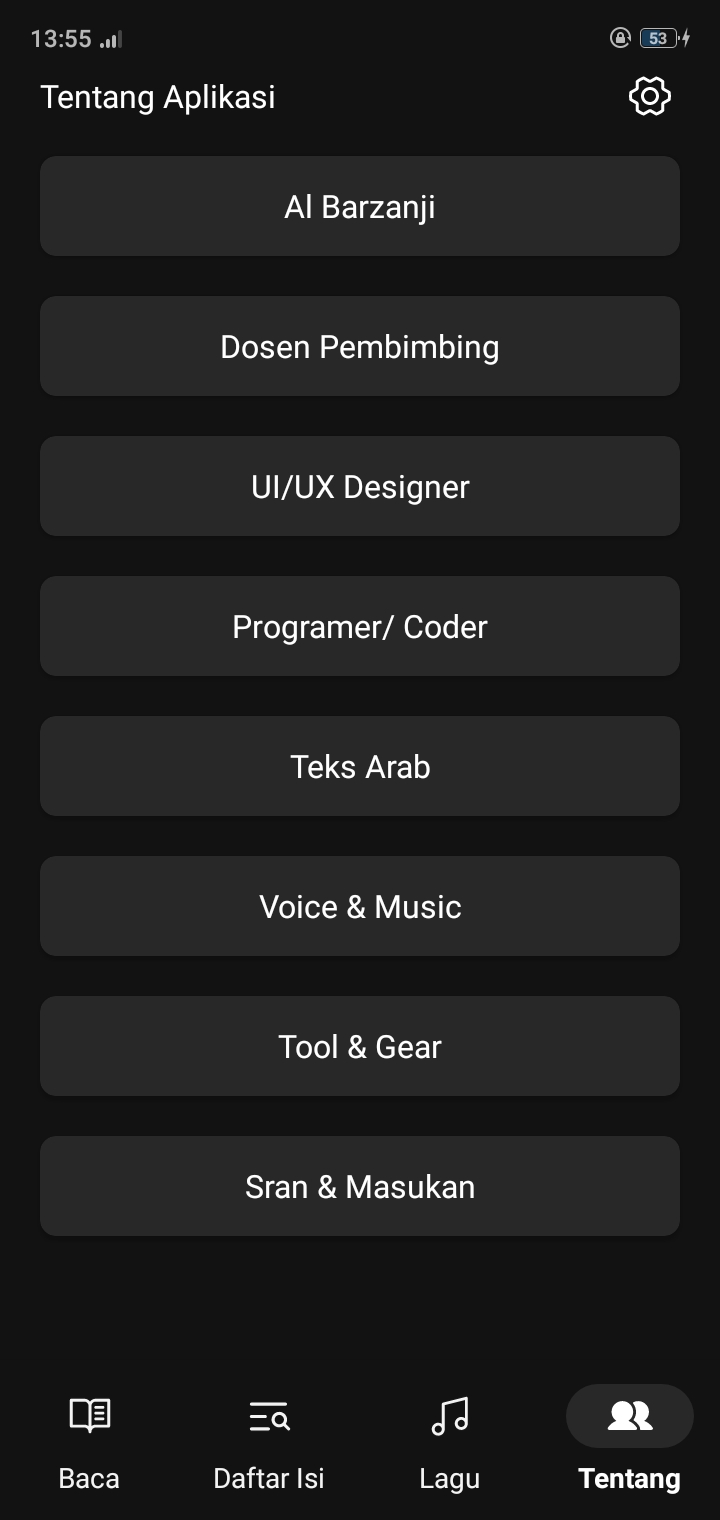 13:55
53
Tentang Aplikasi
Al Barzanji
Dosen Pembimbing
UI/UX Designer
Programer/ Coder
Teks Arab
Voice & Music
Tool & Gear
Sran & Masukan
Baca
Daftar Isi
Lagu
Tentang